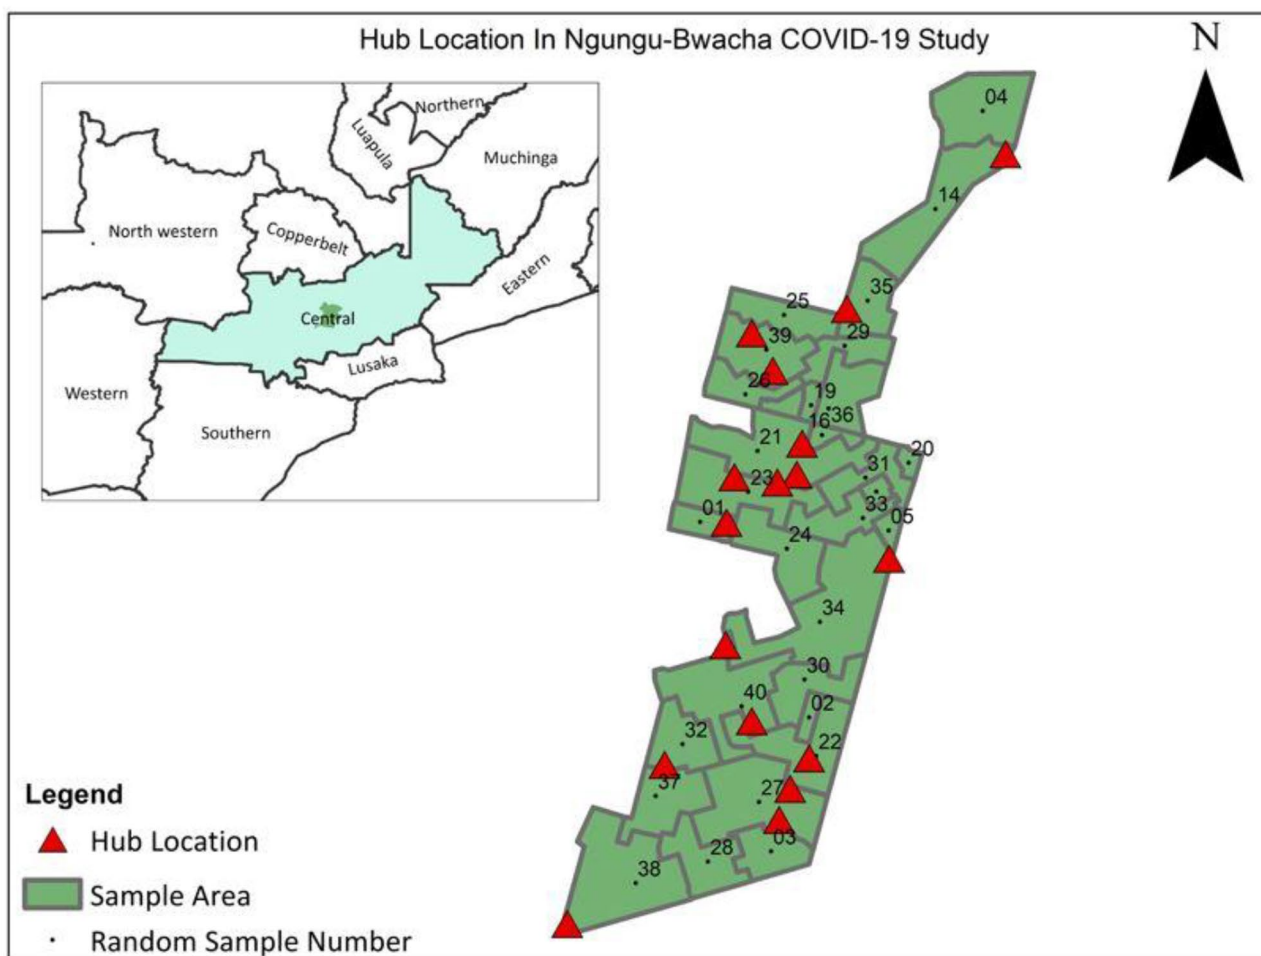 Hub Location In Ngungu-Bwacha COVID-19 Study
N
Northern
Luapula
Muchinga
North western
Copperbelt
Eastern
Central
Lusaka
Western
Southern
04
14
35
25
29
39
26
19
36
16
21
20
31
23
33
01
05
24
34
30
40
02
32
22
37
27
03
28
38
Legend
Hub Location
Sample Area
Random Sample Number